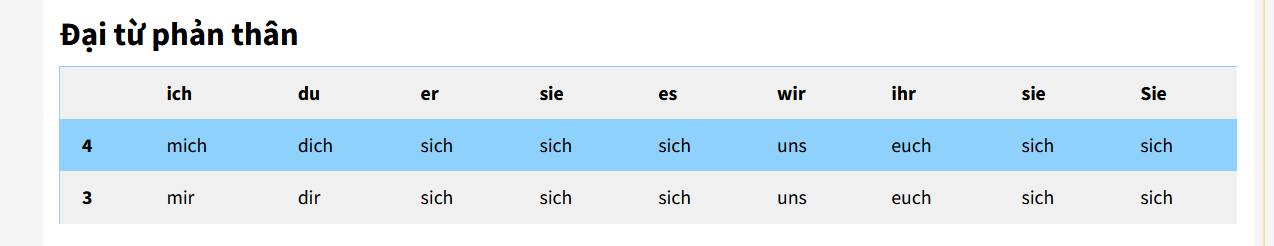 Đại từ phản thân
ich du er sie es wir ihr sie Sie
4 mich dich sich sich sich uns euch sich sich
3 mir dir sich sich sich uns euch sich sich